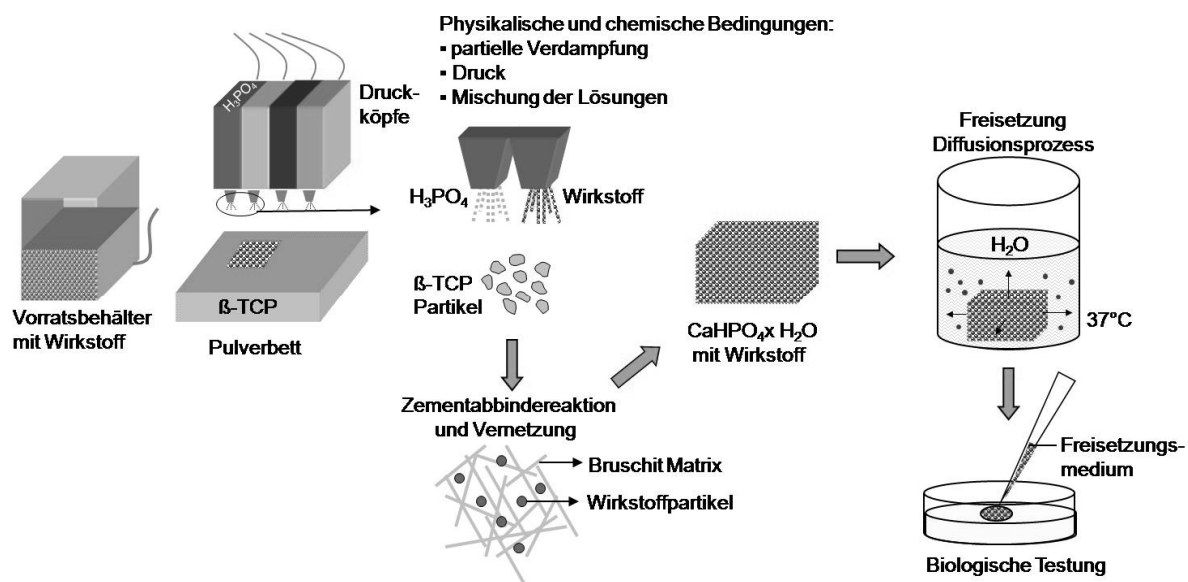 Physikalische und chemische Bedingungen:
▪ partielle Verdampfung
▪ Druck
▪ Mischung der Lösungen
H₃PO₄
Druck-
köpfe
H₃PO₄
Wirkstoff
ß-TCP
Pulverbett
Vorratsbehälter
mit Wirkstoff
ß-TCP
Partikel
Zementabbindereaktion
und Vernetzung
Bruschit Matrix
Wirkstoffpartikel
CaHPO₄x H₂O
mit Wirkstoff
Freisetzung
Diffusionsprozess
H₂O
37°C
Freisetzungs-
medium
Biologische Testung